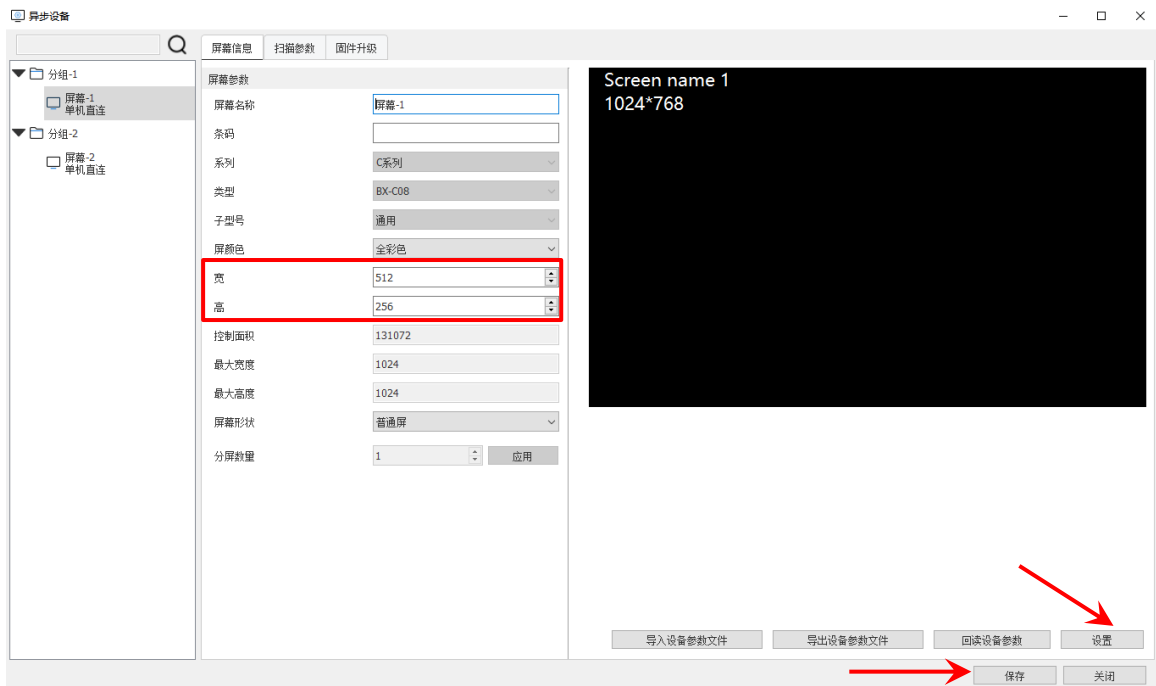 异步设备
分组-1
屏幕-1
单机直连
分组-2
屏幕-2
单机直连
屏幕信息
扫描参数
固件升级
屏幕参数
屏幕名称 屏幕-1
条码
系列 C系列
类型 BX-C08
子型号 通用
屏颜色 全彩色
宽 512
高 256
控制面积 131072
最大宽度 1024
最大高度 1024
屏幕形状 普通屏
分屏数量 1 应用
Screen name 1
1024*768
导入设备参数文件 导出设备参数文件 回读设备参数 设置
保存 关闭